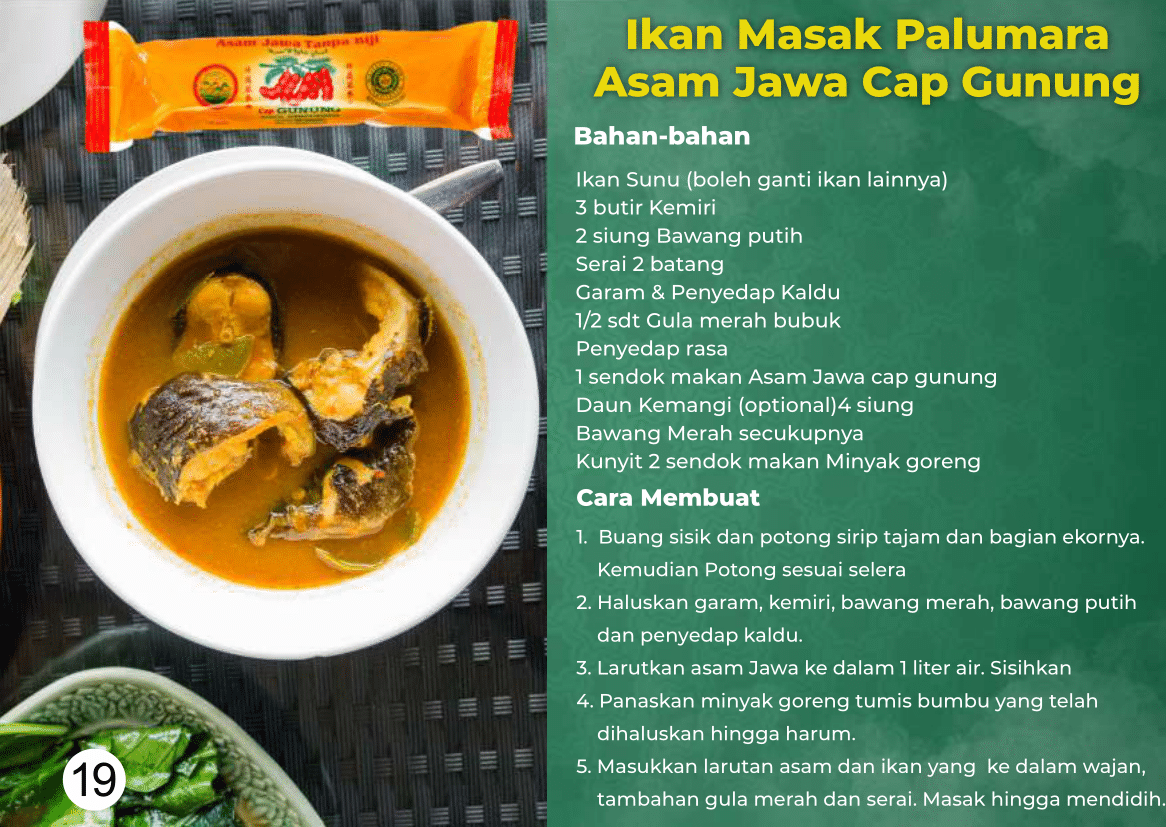 Asam Jawa Tanpa Biji
Cap GUNUNG
19
Ikan Masak Palumara
Asam Jawa Cap Gunung
Bahan-bahan
Ikan Sunu (boleh ganti ikan lainnya)
3 butir Kemiri
2 siung Bawang putih
Serai 2 batang
Garam & Penyedap Kaldu
1/2 sdt Gula merah bubuk
Penyedap rasa
1 sendok makan Asam Jawa cap gunung
Daun Kemangi (optional)4 siung
Bawang Merah secukupnya
Kunyit 2 sendok makan Minyak goreng
Cara Membuat
1. Buang sisik dan potong sirip tajam dan bagian ekornya.
Kemudian Potong sesuai selera
2. Haluskan garam, kemiri, bawang merah, bawang putih
dan penyedap kaldu.
3. Larutkan asam Jawa ke dalam 1 liter air. Sisihkan
4. Panaskan minyak goreng tumis bumbu yang telah
dihaluskan hingga harum.
5. Masukkan larutan asam dan ikan yang ke dalam wajan,
tambahan gula merah dan serai. Masak hingga mendidih.